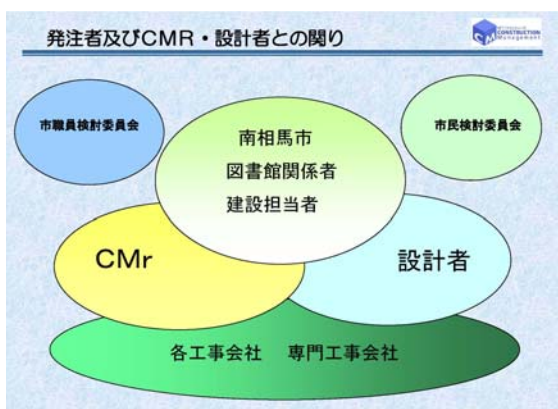 発注者及びCMR・設計者との関り
CM
CONSTRUCTION
Management
市職員検討委員会
市民検討委員会
南相馬市
図書館関係者
建設担当者
CMr
設計者
各工事会社 専門工事会社